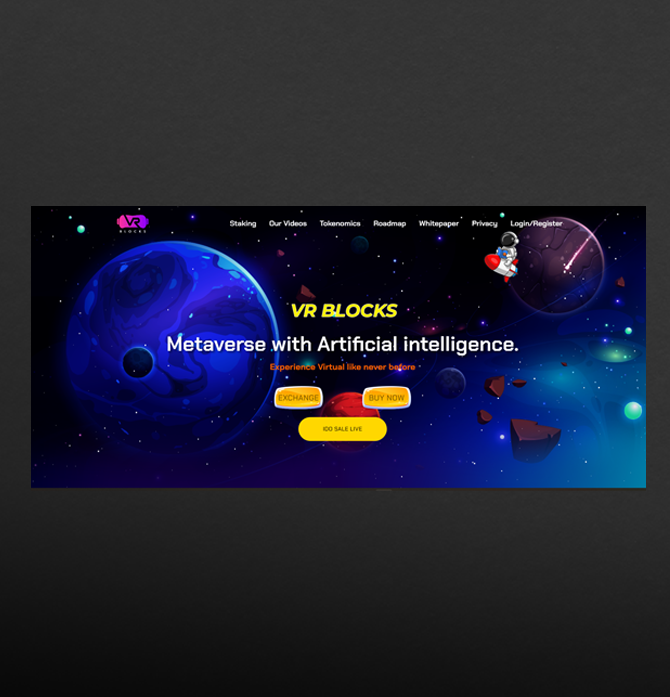 VR
BLOCKS
Staking Our Videos Tokenomics Roadmap Whitepaper Privacy Login/Register
VR BLOCKS
Metaverse with Artificial intelligence.
Experience Virtual like never before
EXCHANGE BUY NOW
IDO SALE LIVE